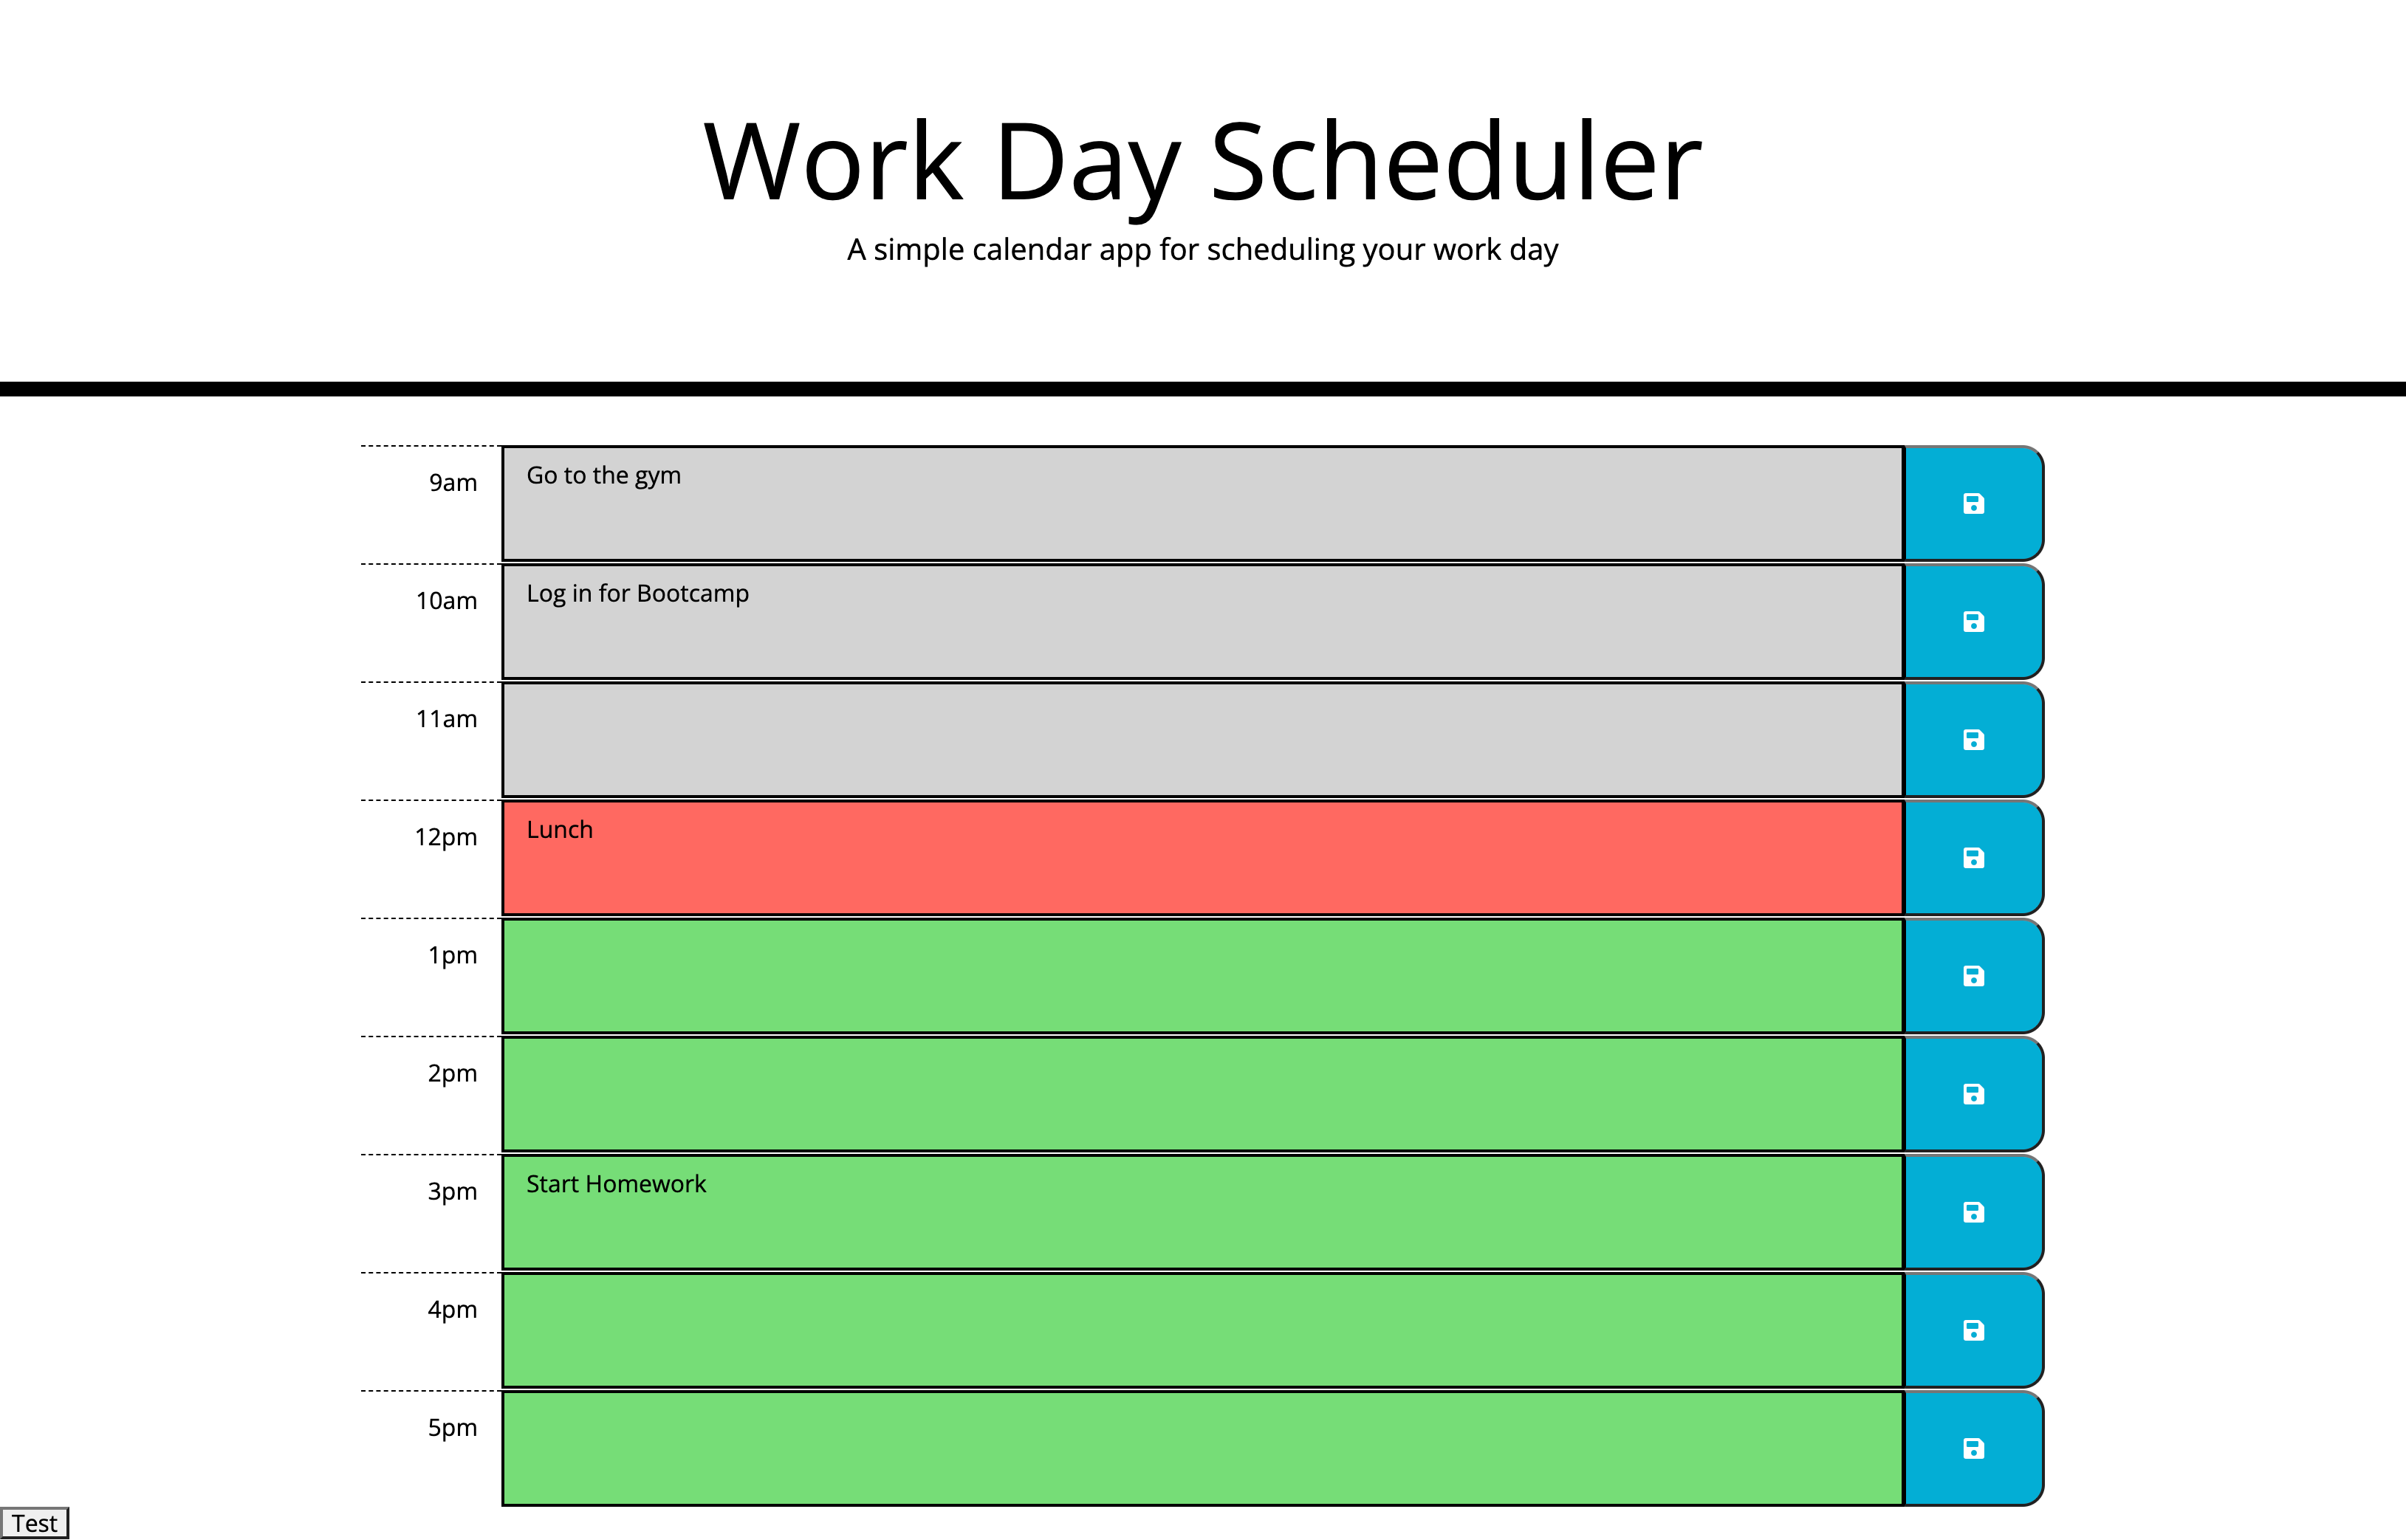 Work Day Scheduler
A simple calendar app for scheduling your work day
9am
Go to the gym
10am
Log in for Bootcamp
11am
12pm
Lunch
1pm
2pm
3pm
Start Homework
4pm
5pm
Test